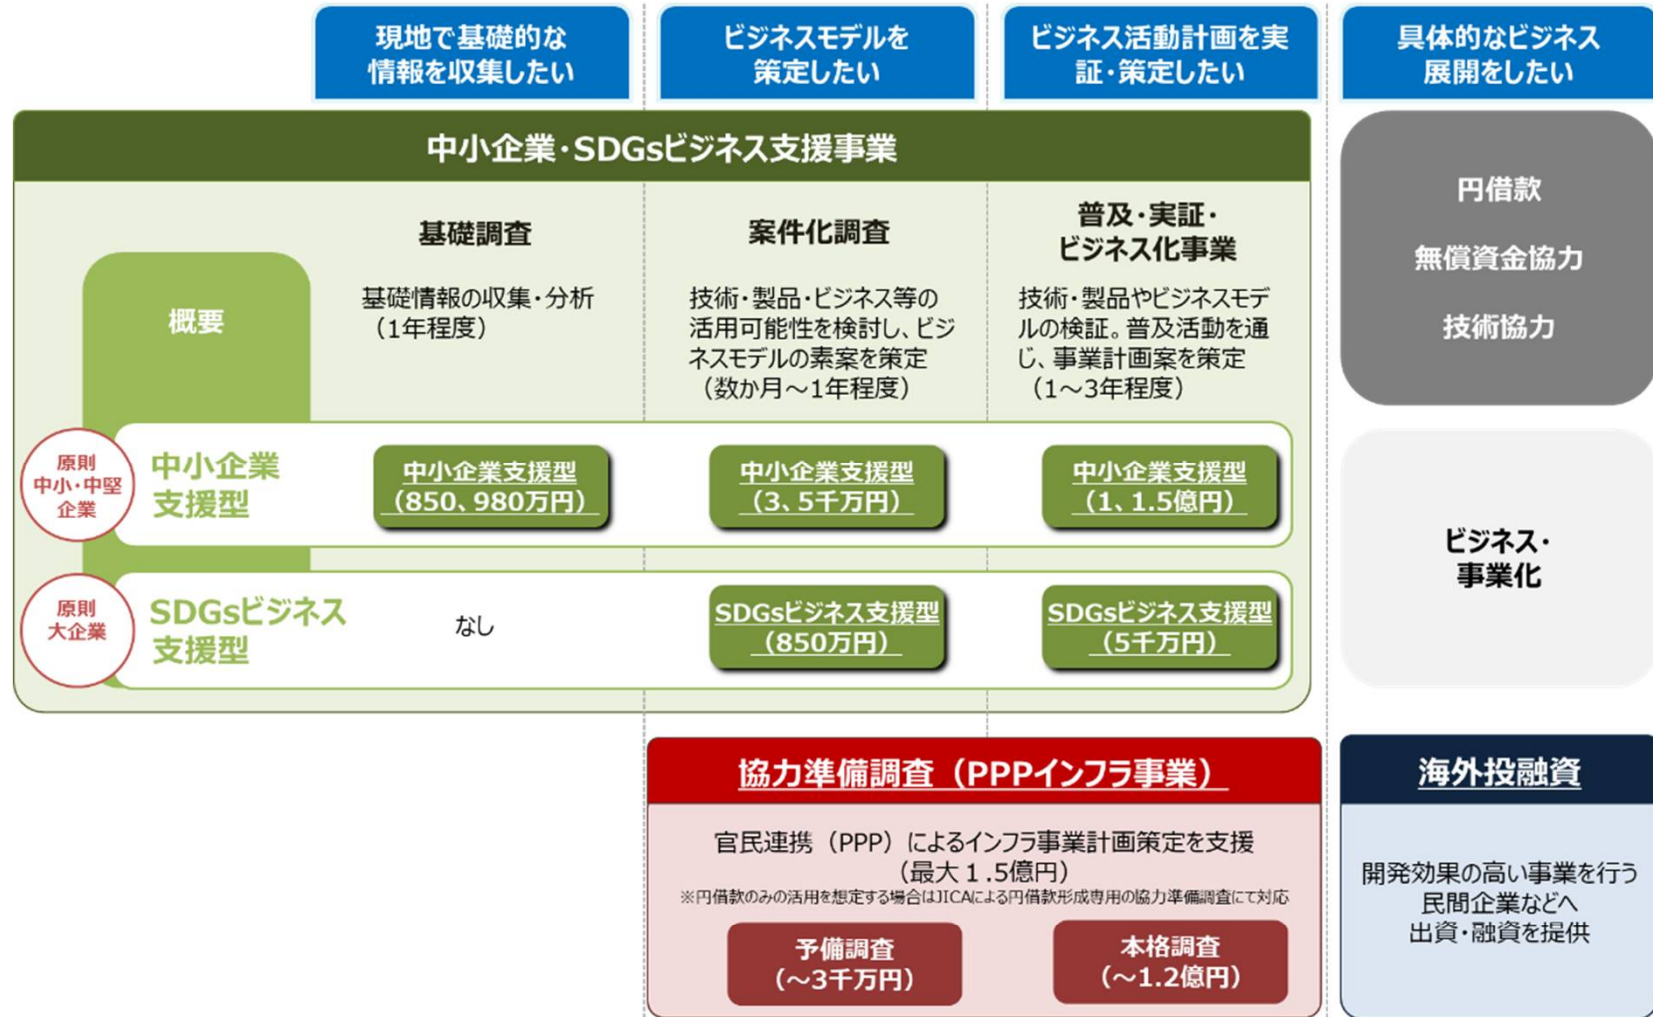 現地で基礎的な
情報を収集したい
ビジネスモデルを
策定したい
ビジネス活動計画を実
証・策定したい
具体的なビジネス
展開をしたい
中小企業・SDGsビジネス支援事業
概要
基礎調査
基礎情報の収集・分析
（1年程度）
案件化調査
技術・製品・ビジネス等の
活用可能性を検討し、ビジ
ネスモデルの素案を策定
（数か月～1年程度）
普及・実証・
ビジネス化事業
技術・製品やビジネスモデ
ルの検証。普及活動を通
じ、事業計画案を策定
（1～3年程度）
円借款
無償資金協力
技術協力
原則
中小・中堅
企業
中小企業
支援型
中小企業支援型
（850、980万円）
中小企業支援型
（3、5千万円）
中小企業支援型
（1、1.5億円）
原則
大企業
SDGsビジネス
支援型
なし
SDGsビジネス支援型
（850万円）
SDGsビジネス支援型
（5千万円）
ビジネス・
事業化
協力準備調査（PPPインフラ事業）
官民連携（PPP）によるインフラ事業計画策定を支援
（最大１.5億円）
※円借款のみの活用を想定する場合はJICAによる円借款形成専用の協力準備調査にて対応
予備調査
（～3千万円）
本格調査
（～1.2億円）
海外投融資
開発効果の高い事業を行う
民間企業などへ
出資・融資を提供